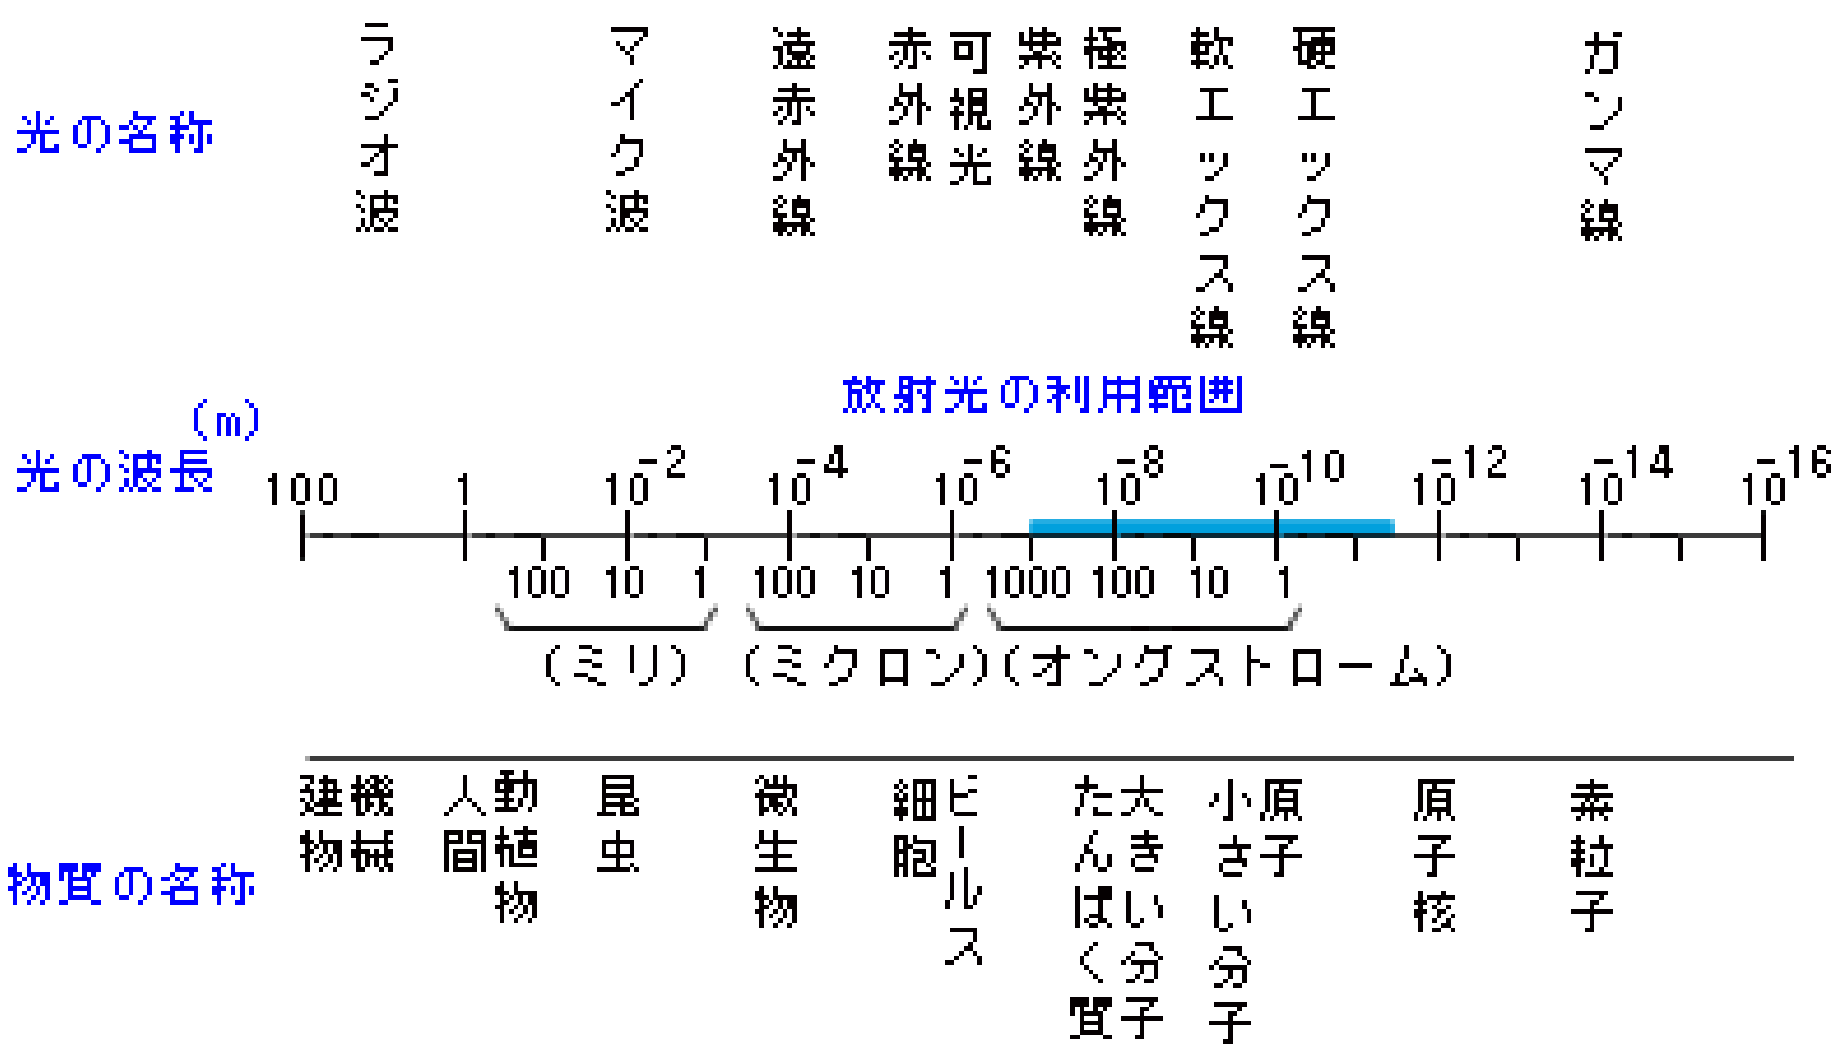 光の名称
ラジオ波
マイクロ波
遠赤外線
赤外線
可視光
紫外線
極紫外線
軟エックス線
硬エックス線
ガンマ線
放射光の利用範囲
(m)
光の波長
100 1 10-2 10-4 10-6 10-8 10-10 10-12 10-14 10-16
100 10 1 100 10 1 1000 100 10 1
(ミリ) (ミクロン) (オングストローム)
物質の名称
建物
機械
人間
動植物
昆虫
微生物
細胞
ビールス
たんぱく質
大きい分子
小さい分子
原子
原子核
素粒子